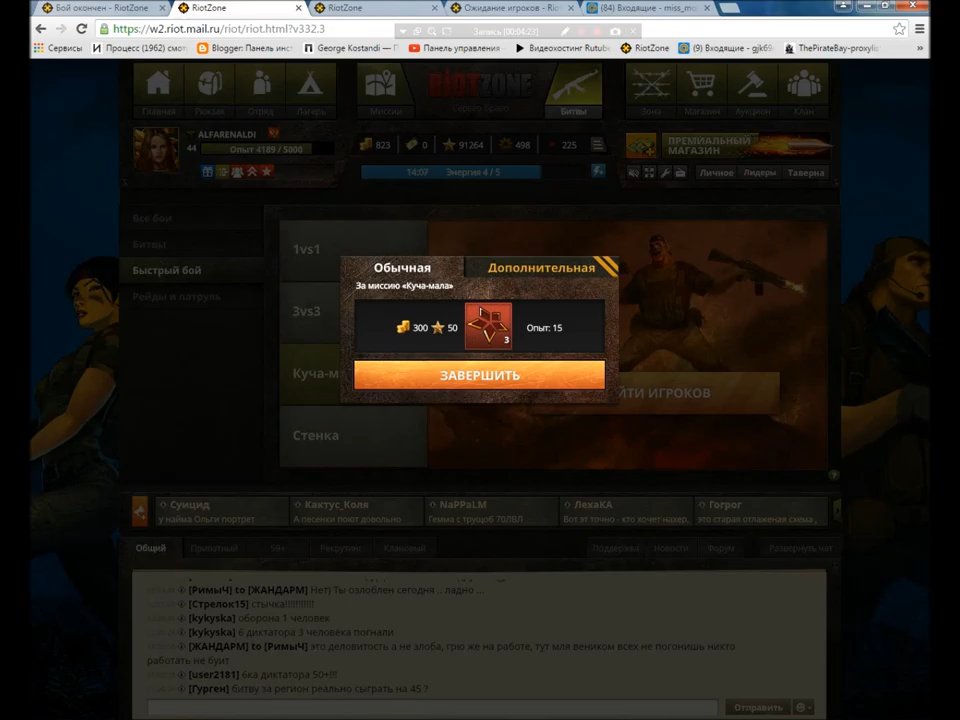 Бой окончен - RiotZone
RiotZone
RiotZone
Ожидание игроков - Rio
(84) Входящие - miss_mo
https://w2.riot.mail.ru/riot/riot.html?v332.3
Запись [00:04:23]
Сервисы
Процесс (1962) смот
Blogger: Панель инст
George Kostandi — Г
Панель управления
Видеохостинг Rutube
RiotZone
(9) Входящие - gjk69
ThePirateBay-proxylis
RIOTZONE
Серого Браго
Главная
Рюкзак
Отряд
Лагерь
Миссии
Битвы
Зона
Магазин
Аукцион
Клан
ALFARENALDI
44
Опыт 4189 / 5000
823
0
91264
498
225
ПРЕМИАЛЬНЫЙ
МАГАЗИН
14:07 Энергия 4 / 5
Личное
Лидеры
Таверна
Все бои
Битвы
Быстрый бой
Рейды и патруль
1vs1
3vs3
Куча-м
Стенка
Обычная
Дополнительная
За миссию «Куча-мала»
300
50
3
Опыт: 15
ЗАВЕРШИТЬ
ЙТИ ИГРОКОВ
Суицид
у найма Ольги портрет
Кактус_Коля
А песенки поют довольно
NaPPaLM
Гемма с трущоб 70ЛВЛ
ЛехаКА
Вот эт точно - кто хочет нахер,
Гогрог
это старая отлаженая схема ,
Общий
Приватный
59+
Рекрутинг
Клановый
Поддержка
Новости
Форум
Развернуть чат
[РимыЧ] to [ЖАНДАРМ] Нет) Ты озлоблен сегодня .. ладно ...
[Стрелок15] стычка!!!!!!!!!!!
[kykyska] оборона 1 человек
[kykyska] 6 диктатора 3 человека погнали
[ЖАНДАРМ] to [РимыЧ] это деловитость а не злоба, грю же на работе, тут мля веником всех не погонишь никто
работать не буит
[user2181] 6ка диктатора 50+!!!
[Гурген] битву за регион реально сыграть на 45 ?
Отправить